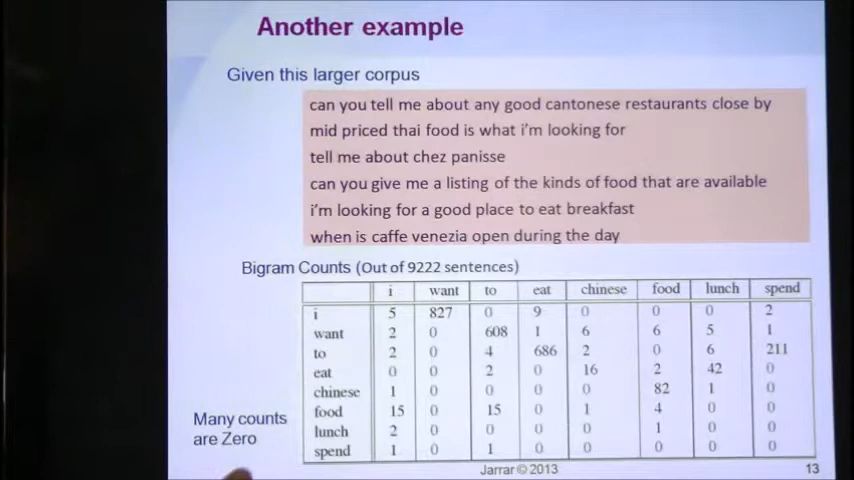 Another example
Given this larger corpus
can you tell me about any good cantonese restaurants close by
mid priced thai food is what i'm looking for
tell me about chez panisse
can you give me a listing of the kinds of food that are available
i'm looking for a good place to eat breakfast
when is caffe venezia open during the day
Bigram Counts (Out of 9222 sentences)
i want to eat chinese food lunch spend
i 5 827 0 9 0 0 0 2
want 2 0 608 1 6 6 5 1
to 2 0 4 686 2 0 6 211
eat 0 0 2 0 16 2 42 0
chinese 1 0 0 0 0 82 1 0
food 15 0 15 0 1 4 0 0
lunch 2 0 0 0 0 1 0 0
spend 1 0 1 0 0 0 0 0
Many counts
are Zero
Jarrar © 2013
13